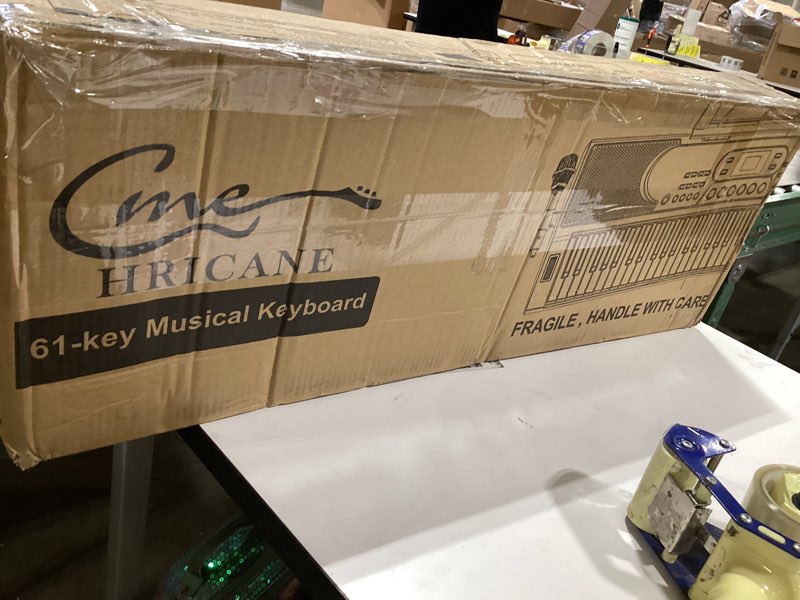 Cme
HRICANE
61-key Musical Keyboard
FRAGILE, HANDLE WITH CARE